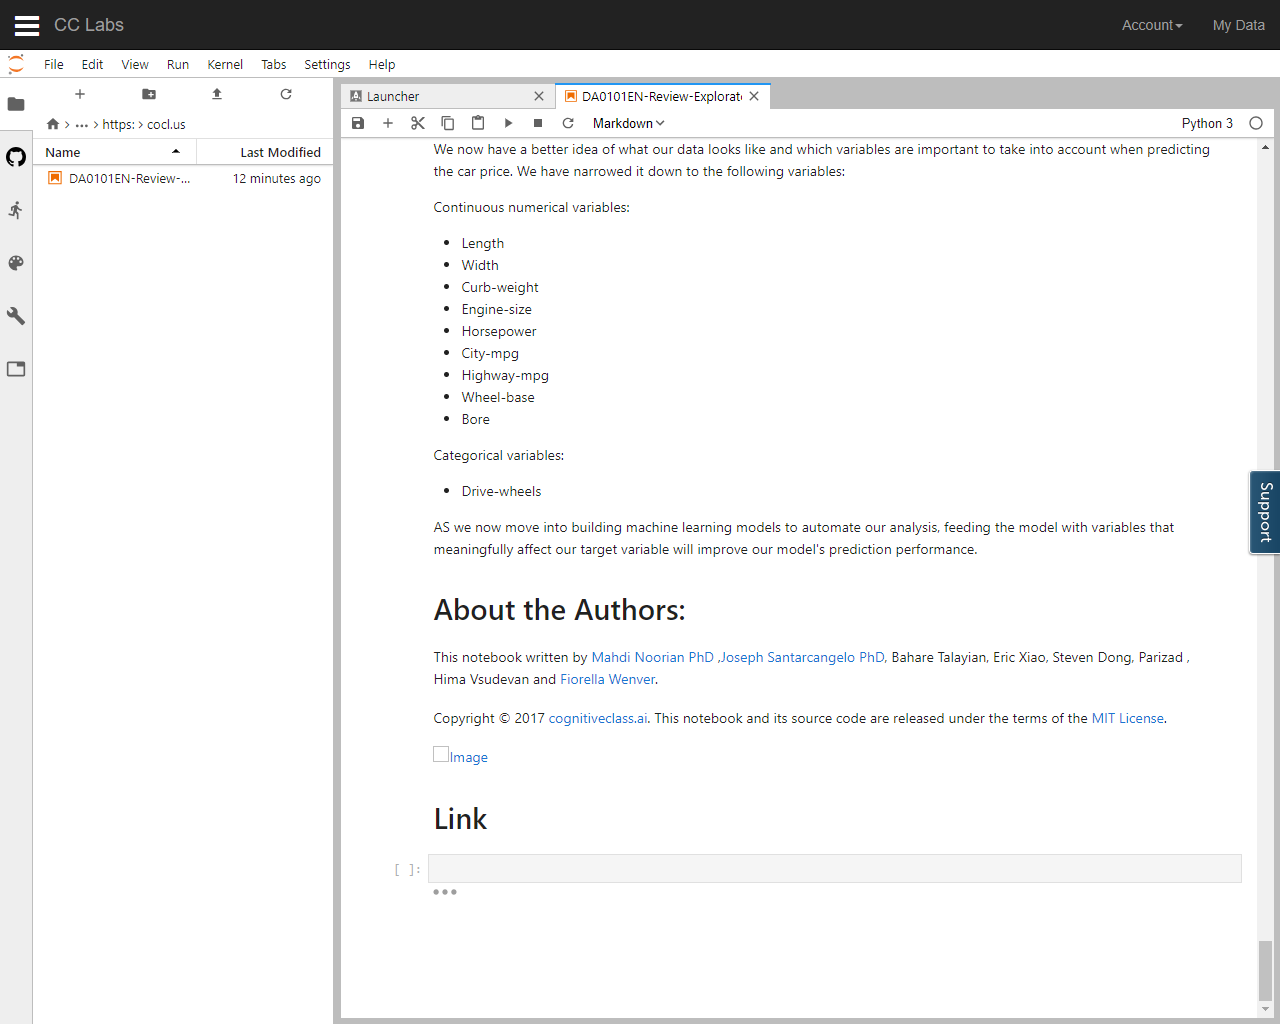 CC Labs
Account
My Data
File Edit View Run Kernel Tabs Settings Help
Launcher
DA0101EN-Review-Explorat
Markdown
Python 3
… > https: > cocl.us
Name
Last Modified
DA0101EN-Review-...
12 minutes ago
We now have a better idea of what our data looks like and which variables are important to take into account when predicting
the car price. We have narrowed it down to the following variables:
Continuous numerical variables:
• Length
• Width
• Curb-weight
• Engine-size
• Horsepower
• City-mpg
• Highway-mpg
• Wheel-base
• Bore
Categorical variables:
• Drive-wheels
AS we now move into building machine learning models to automate our analysis, feeding the model with variables that
meaningfully affect our target variable will improve our model's prediction performance.
About the Authors:
This notebook written by Mahdi Noorian PhD ,Joseph Santarcangelo PhD, Bahare Talayian, Eric Xiao, Steven Dong, Parizad ,
Hima Vsudevan and Fiorella Wenver.
Copyright © 2017 cognitiveclass.ai. This notebook and its source code are released under the terms of the MIT License.
Image
Link
[ ]:
Support